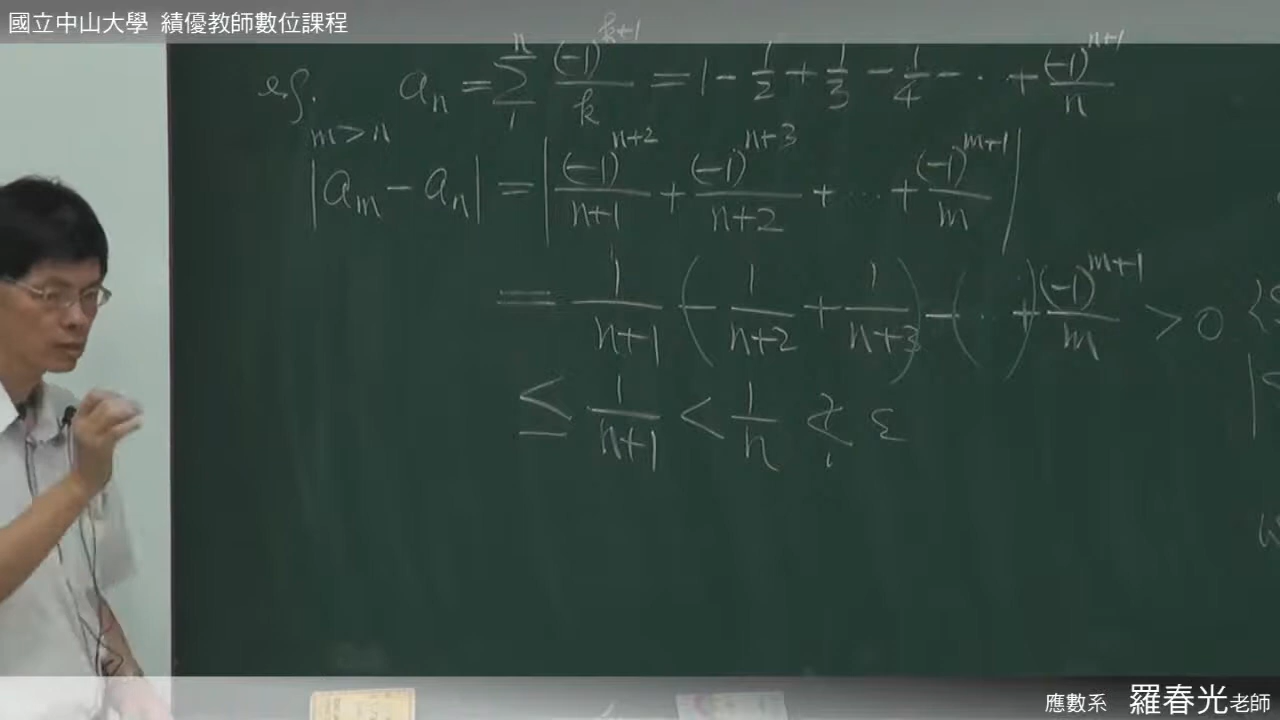 國立中山大學 績優教師數位課程
eg. a_n = \sum_{1}^{n} \frac{(-1)^{k+1}}{k} = 1 - \frac{1}{2} + \frac{1}{3} - \frac{1}{4} - \cdots + \frac{(-1)^{n+1}}{n}
m > n
|a_m - a_n| = \left| \frac{(-1)^{n+2}}{n+1} + \frac{(-1)^{n+3}}{n+2} + \cdots + \frac{(-1)^{m+1}}{m} \right|
= \frac{1}{n+1} \left( - \frac{1}{n+2} + \frac{1}{n+3} \right) - ( \cdots + ) \frac{(-1)^{m+1}}{m} > 0
\leq \frac{1}{n+1} < \frac{1}{n} < ε
應數系 羅春光老師